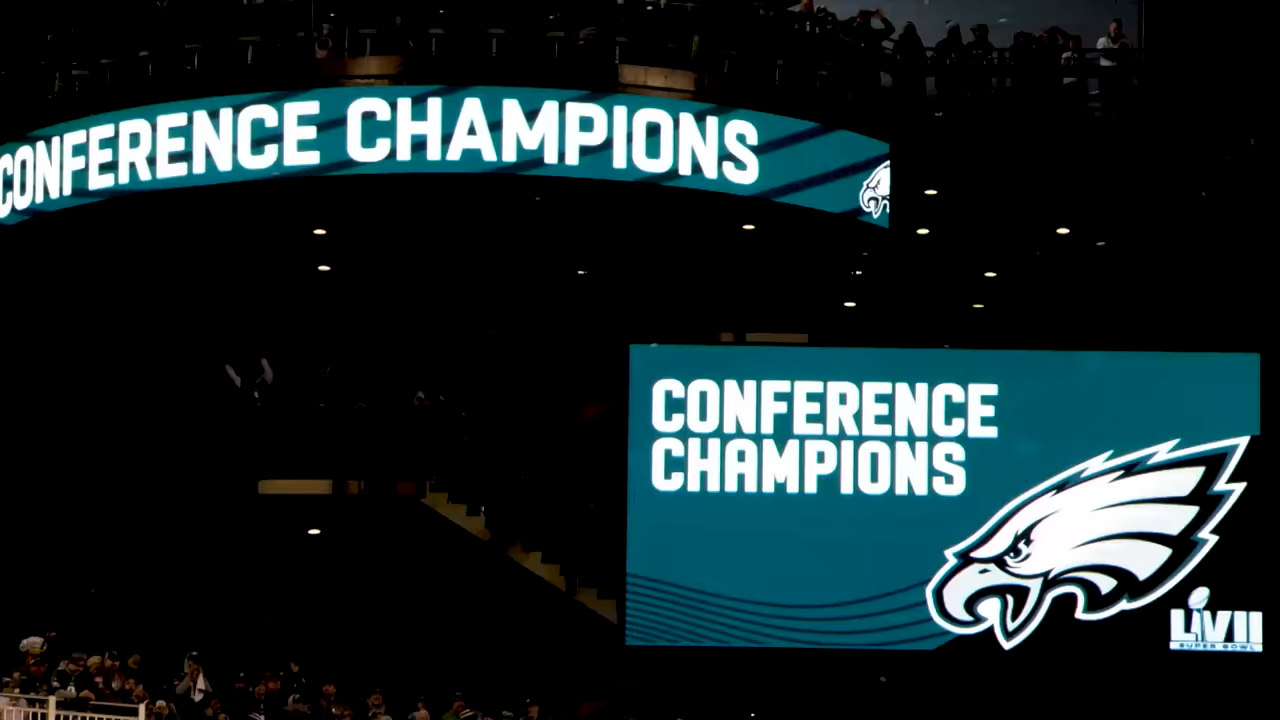 CONFERENCE CHAMPIONS
CONFERENCE
CHAMPIONS
LVII
SUPER BOWL